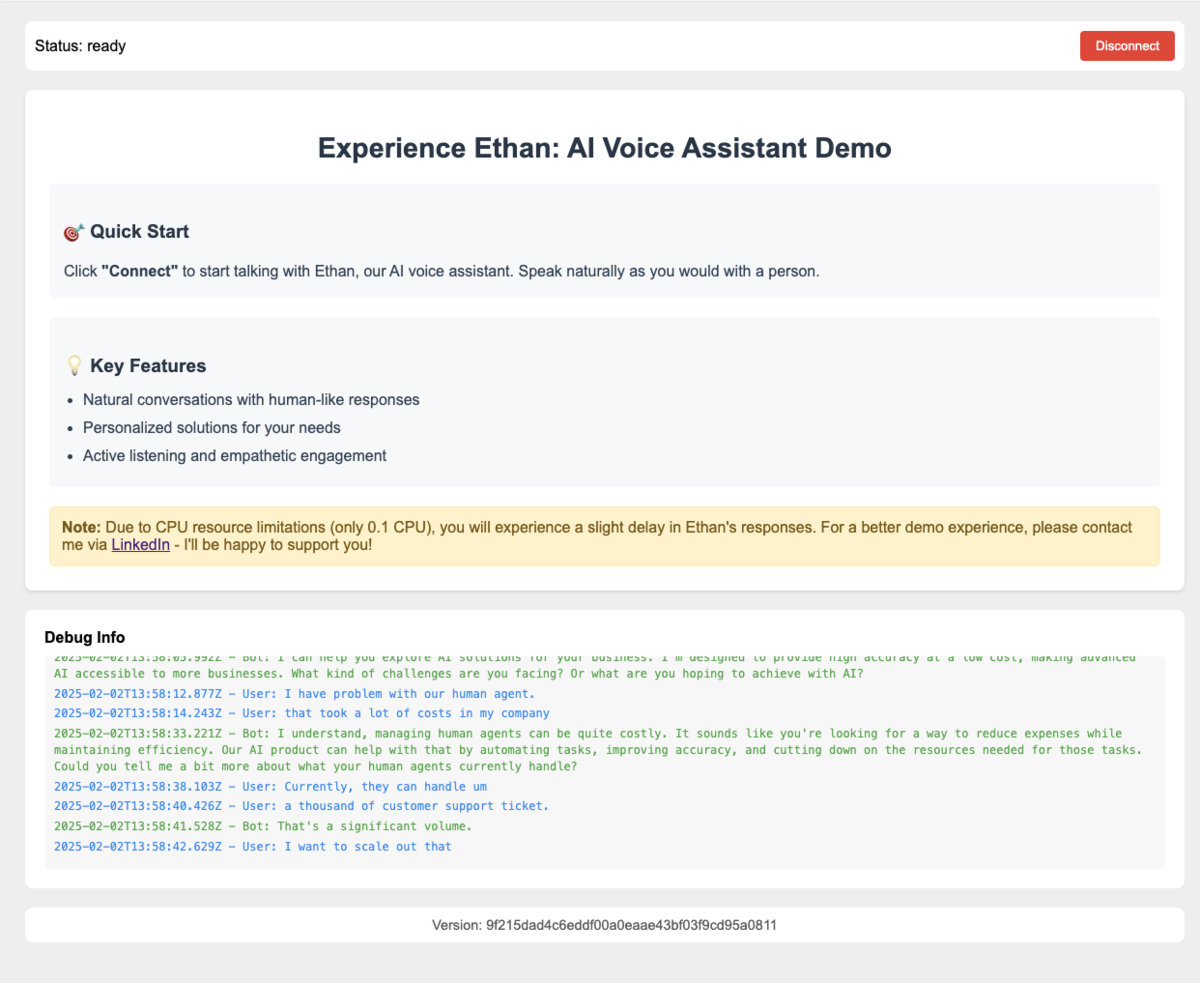 Status: ready
Disconnect
Experience Ethan: AI Voice Assistant Demo
🎯 Quick Start
Click "Connect" to start talking with Ethan, our AI voice assistant. Speak naturally as you would with a person.
💡 Key Features
• Natural conversations with human-like responses
• Personalized solutions for your needs
• Active listening and empathetic engagement
Note: Due to CPU resource limitations (only 0.1 CPU), you will experience a slight delay in Ethan's responses. For a better demo experience, please contact
me via LinkedIn - I'll be happy to support you!
Debug Info
2025-02-02T13:58:05.992Z – Bot: I can help you explore AI solutions for your business. I'm designed to provide high accuracy at a low cost, making advanced
AI accessible to more businesses. What kind of challenges are you facing? Or what are you hoping to achieve with AI?
2025-02-02T13:58:12.877Z – User: I have problem with our human agent.
2025-02-02T13:58:14.243Z – User: that took a lot of costs in my company
2025-02-02T13:58:33.221Z – Bot: I understand, managing human agents can be quite costly. It sounds like you're looking for a way to reduce expenses while
maintaining efficiency. Our AI product can help with that by automating tasks, improving accuracy, and cutting down on the resources needed for those tasks.
Could you tell me a bit more about what your human agents currently handle?
2025-02-02T13:58:38.103Z – User: Currently, they can handle um
2025-02-02T13:58:40.426Z – User: a thousand of customer support ticket.
2025-02-02T13:58:41.528Z – Bot: That's a significant volume.
2025-02-02T13:58:42.629Z – User: I want to scale out that
Version: 9f215dad4c6eddf00a0eaae43bf03f9cd95a0811